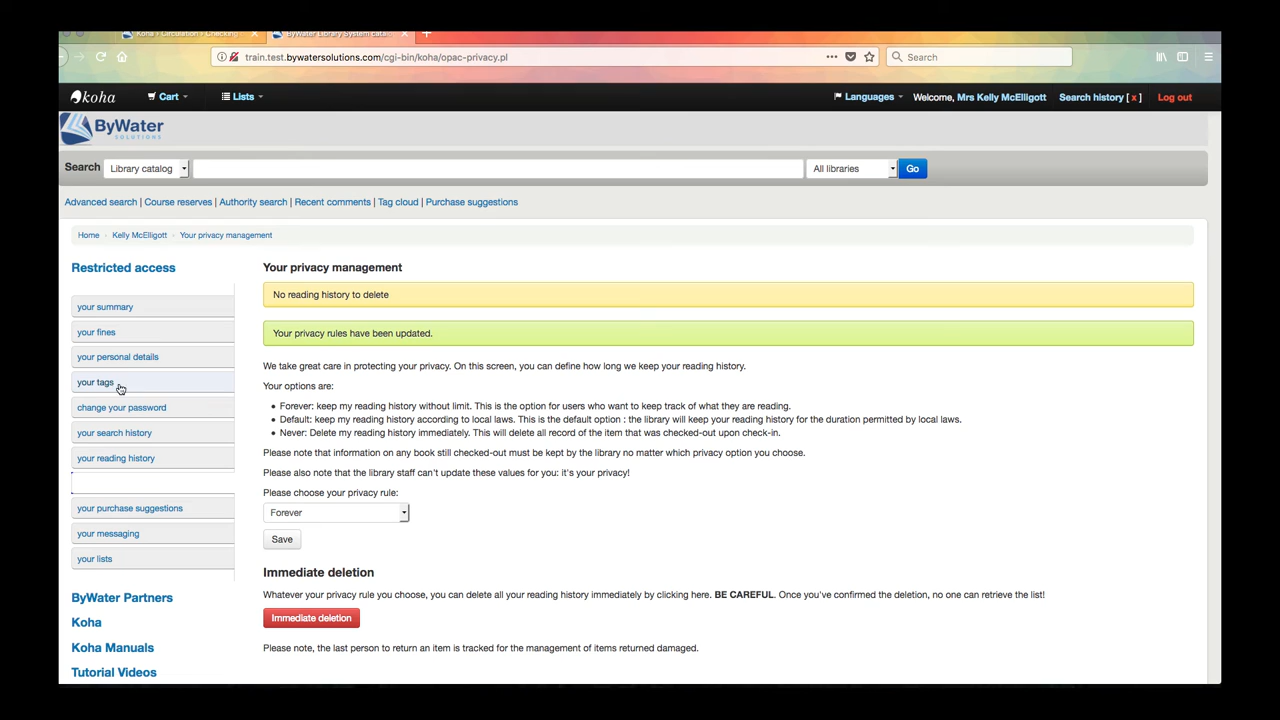 Koha › Circulation › Checking
ByWater Library System cata
train.test.bywatersolutions.com/cgi-bin/koha/opac-privacy.pl
Search
koha
Cart
Lists
Languages
Welcome, Mrs Kelly McElligott
Search history [x]
Log out
ByWater
SOLUTIONS
Search
Library catalog
All libraries
Go
Advanced search | Course reserves | Authority search | Recent comments | Tag cloud | Purchase suggestions
Home › Kelly McElligott › Your privacy management
Restricted access
your summary
your fines
your personal details
your tags
change your password
your search history
your reading history
your purchase suggestions
your messaging
your lists
ByWater Partners
Koha
Koha Manuals
Tutorial Videos
Your privacy management
No reading history to delete
Your privacy rules have been updated.
We take great care in protecting your privacy. On this screen, you can define how long we keep your reading history.
Your options are:
• Forever: keep my reading history without limit. This is the option for users who want to keep track of what they are reading.
• Default: keep my reading history according to local laws. This is the default option : the library will keep your reading history for the duration permitted by local laws.
• Never: Delete my reading history immediately. This will delete all record of the item that was checked-out upon check-in.
Please note that information on any book still checked-out must be kept by the library no matter which privacy option you choose.
Please also note that the library staff can't update these values for you: it's your privacy!
Please choose your privacy rule:
Forever
Save
Immediate deletion
Whatever your privacy rule you choose, you can delete all your reading history immediately by clicking here. BE CAREFUL. Once you've confirmed the deletion, no one can retrieve the list!
Immediate deletion
Please note, the last person to return an item is tracked for the management of items returned damaged.